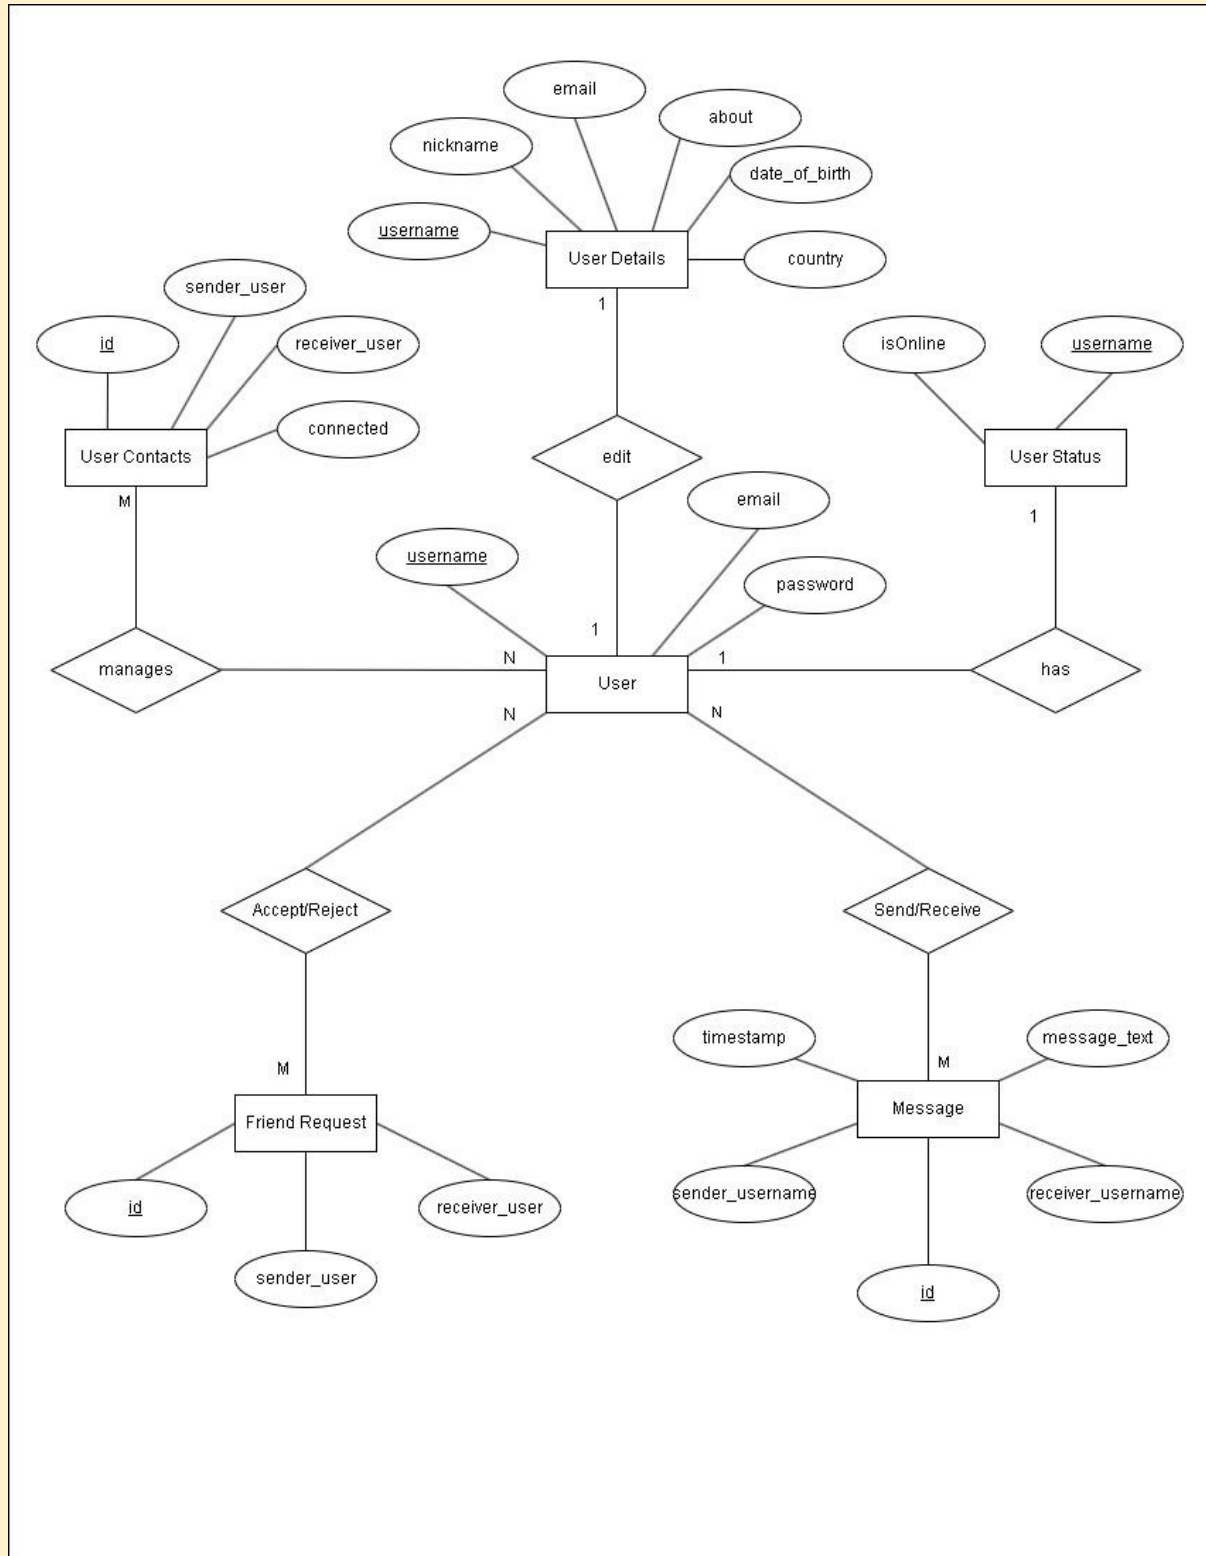 email
about
nickname
date_of_birth
username
User Details
country
sender_user
1
id
receiver_user
isOnline
username
connected
User Contacts
edit
User Status
M
email
1
username
password
1
N
1
manages
User
has
N
N
Accept/Reject
Send/Receive
timestamp
message_text
M
M
Friend Request
Message
sender_username
receiver_username
id
receiver_user
sender_user
id